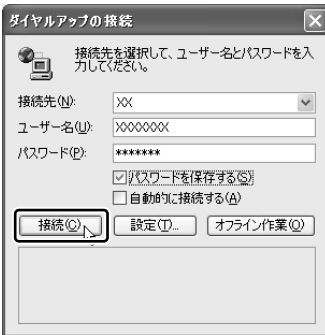 ダイヤルアップの接続
接続先を選択して、ユーザー名とパスワードを入
力してください。
接続先(N):
XX
ユーザー名(U):
XXXXXXX
パスワード(P):
*******
パスワードを保存する(S)
自動的に接続する(A)
接続(C)
設定(T)...
オフライン作業(O)